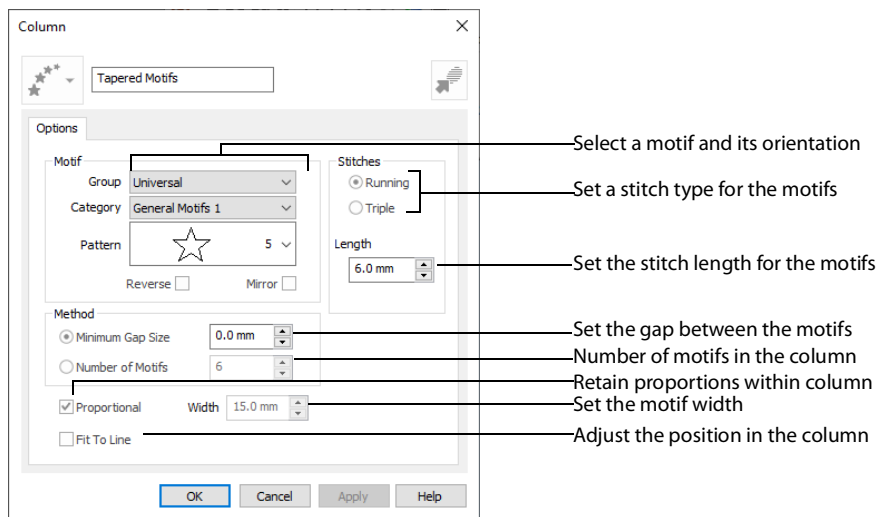 Column
Tapered Motifs
Options
Motif
Group Universal
Category General Motifs 1
Pattern 5
Reverse Mirror
Stitches
Running
Triple
Length
6.0 mm
Method
Minimum Gap Size 0.0 mm
Number of Motifs 6
Proportional Width 15.0 mm
Fit To Line
OK Cancel Apply Help
Select a motif and its orientation
Set a stitch type for the motifs
Set the stitch length for the motifs
Set the gap between the motifs
Number of motifs in the column
Retain proportions within column
Set the motif width
Adjust the position in the column